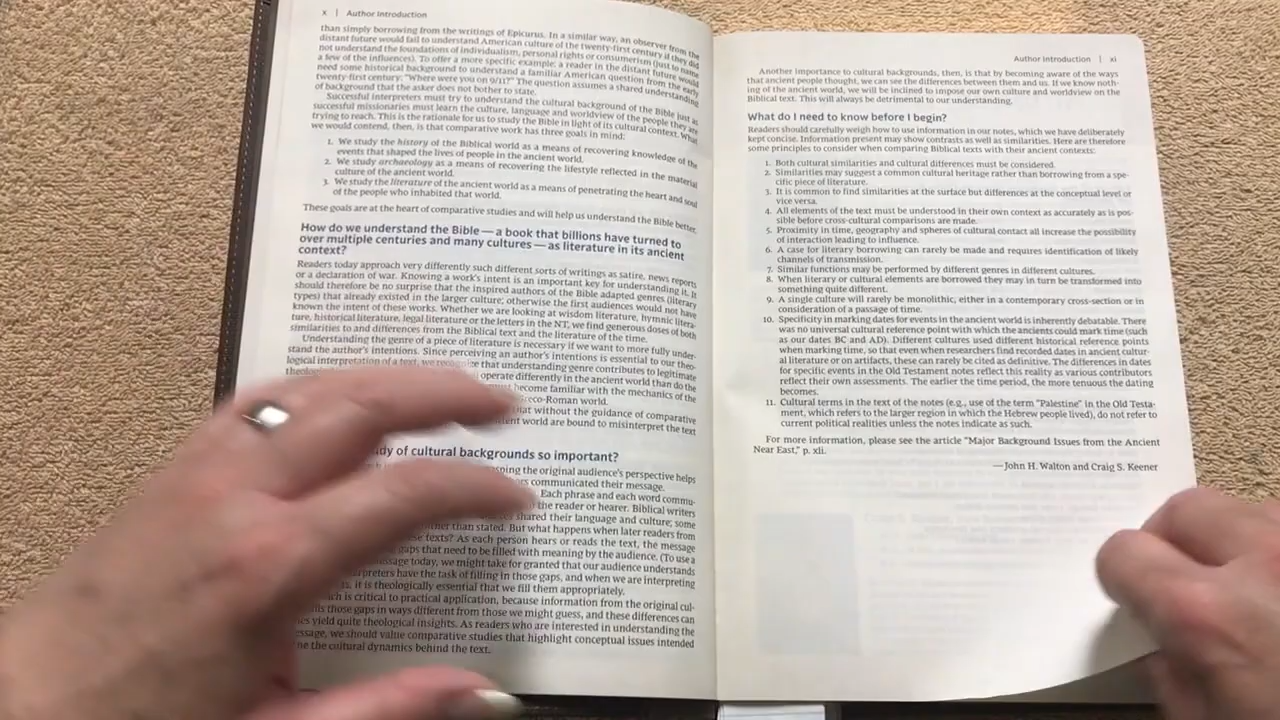 x | Author Introduction
than simply borrowing from the writings of Epicurus. In a similar way, an observer from the
distant future would fail to understand American culture of the twenty-first century if they did
not understand the foundations of individualism, personal rights or consumerism (just to name
a few of the influences). To offer a more specific example: a reader in the distant future would
need some historical background to understand a familiar American question from the early
twenty-first century: "Where were you on 9/11?" The question assumes a shared understanding
of background that the asker does not bother to state.
Successful interpreters must try to understand the cultural background of the Bible just as
successful missionaries must learn the culture, language and worldview of the people they are
trying to reach. This is the rationale for us to study the Bible in light of its cultural context. What
we would contend, then, is that comparative work has three goals in mind:
1. We study the history of the Biblical world as a means of recovering knowledge of the
events that shaped the lives of people in the ancient world.
2. We study archaeology as a means of recovering the lifestyle reflected in the material
culture of the ancient world.
3. We study the literature of the ancient world as a means of penetrating the heart and soul
of the people who inhabited that world.
These goals are at the heart of comparative studies and will help us understand the Bible better.
How do we understand the Bible — a book that billions have turned to
over multiple centuries and many cultures — as literature in its ancient
context?
Readers today approach very differently such different sorts of writings as satire, news reports
or a declaration of war. Knowing a work's intent is an important key for understanding it. It
should therefore be no surprise that the inspired authors of the Bible adapted genres (literary
types) that already existed in the larger culture; otherwise the first audiences would not have
known the intent of these works. Whether we are looking at wisdom literature, hymnic litera-
ture, historical literature, legal literature or the letters in the NT, we find generous doses of both
similarities to and differences from the Biblical text and the literature of the time.
Understanding the genre of a piece of literature is necessary if we want to more fully under-
stand the author's intentions. Since perceiving an author's intentions is essential to our theo-
logical interpretation of a text, we recognize that understanding genre contributes to legitimate
operate differently in the ancient world than do the
must become familiar with the mechanics of the
Greco-Roman world.
that without the guidance of comparative
world are bound to misinterpret the text
dy of cultural backgrounds so important?
the original audience's perspective helps
communicated their message.
Each phrase and each word commu-
the reader or hearer. Biblical writers
shared their language and culture; some
than stated. But what happens when later readers from
texts? As each person hears or reads the text, the message
gaps that need to be filled with meaning by the audience. (To use a
today, we might take for granted that our audience understands
have the task of filling in those gaps, and when we are interpreting
it is theologically essential that we fill them appropriately.
is critical to practical application, because information from the original cul-
those gaps in ways different from those we might guess, and these differences can
yield quite theological insights. As readers who are interested in understanding the
we should value comparative studies that highlight conceptual issues intended
the cultural dynamics behind the text.
Author Introduction | xi
Another importance to cultural backgrounds, then, is that by becoming aware of the ways
that ancient people thought, we can see the differences between them and us. If we know noth-
ing of the ancient world, we will be inclined to impose our own culture and worldview on the
Biblical text. This will always be detrimental to our understanding.
What do I need to know before I begin?
Readers should carefully weigh how to use information in our notes, which we have deliberately
kept concise. Information present may show contrasts as well as similarities. Here are therefore
some principles to consider when comparing Biblical texts with their ancient contexts:
1. Both cultural similarities and cultural differences must be considered.
2. Similarities may suggest a common cultural heritage rather than borrowing from a spe-
cific piece of literature.
3. It is common to find similarities at the surface but differences at the conceptual level or
vice versa.
4. All elements of the text must be understood in their own context as accurately as is pos-
sible before cross-cultural comparisons are made.
5. Proximity in time, geography and spheres of cultural contact all increase the possibility
of interaction leading to influence.
6. A case for literary borrowing can rarely be made and requires identification of likely
channels of transmission.
7. Similar functions may be performed by different genres in different cultures.
8. When literary or cultural elements are borrowed they may in turn be transformed into
something quite different.
9. A single culture will rarely be monolithic, either in a contemporary cross-section or in
consideration of a passage of time.
10. Specificity in marking dates for events in the ancient world is inherently debatable. There
was no universal cultural reference point with which the ancients could mark time (such
as our dates BC and AD). Different cultures used different historical reference points
when marking time, so that even when researchers find recorded dates in ancient cultur-
al literature or on artifacts, these can rarely be cited as definitive. The differences in dates
for specific events in the Old Testament notes reflect this reality as various contributors
reflect their own assessments. The earlier the time period, the more tenuous the dating
becomes.
11. Cultural terms in the text of the notes (e.g., use of the term "Palestine" in the Old Testa-
ment, which refers to the larger region in which the Hebrew people lived), do not refer to
current political realities unless the notes indicate as such.
For more information, please see the article "Major Background Issues from the Ancient
Near East," p. xli.
—John H. Walton and Craig S. Keener